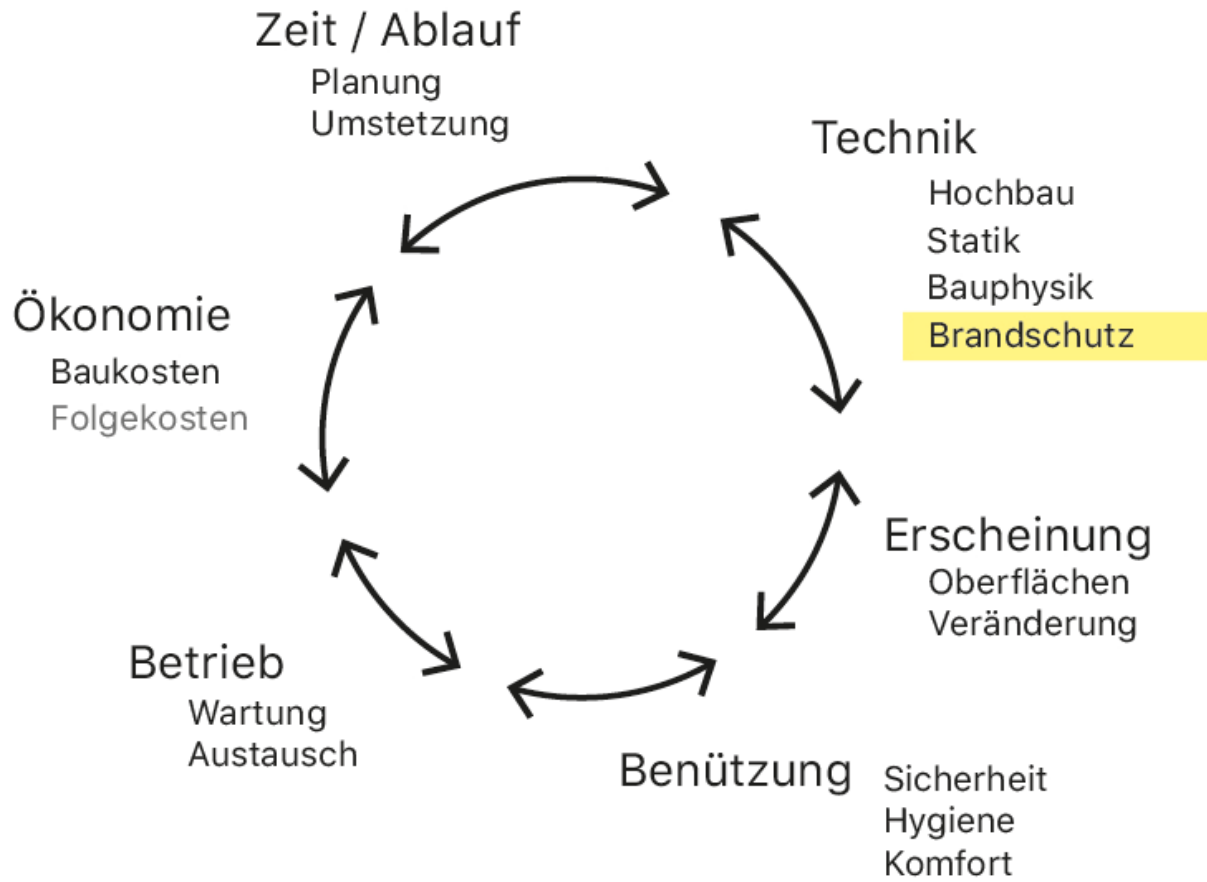 Zeit / Ablauf
Planung
Umstetzung
Technik
Hochbau
Statik
Bauphysik
Brandschutz
Erscheinung
Oberflächen
Veränderung
Benützung
Sicherheit
Hygiene
Komfort
Betrieb
Wartung
Austausch
Ökonomie
Baukosten
Folgekosten